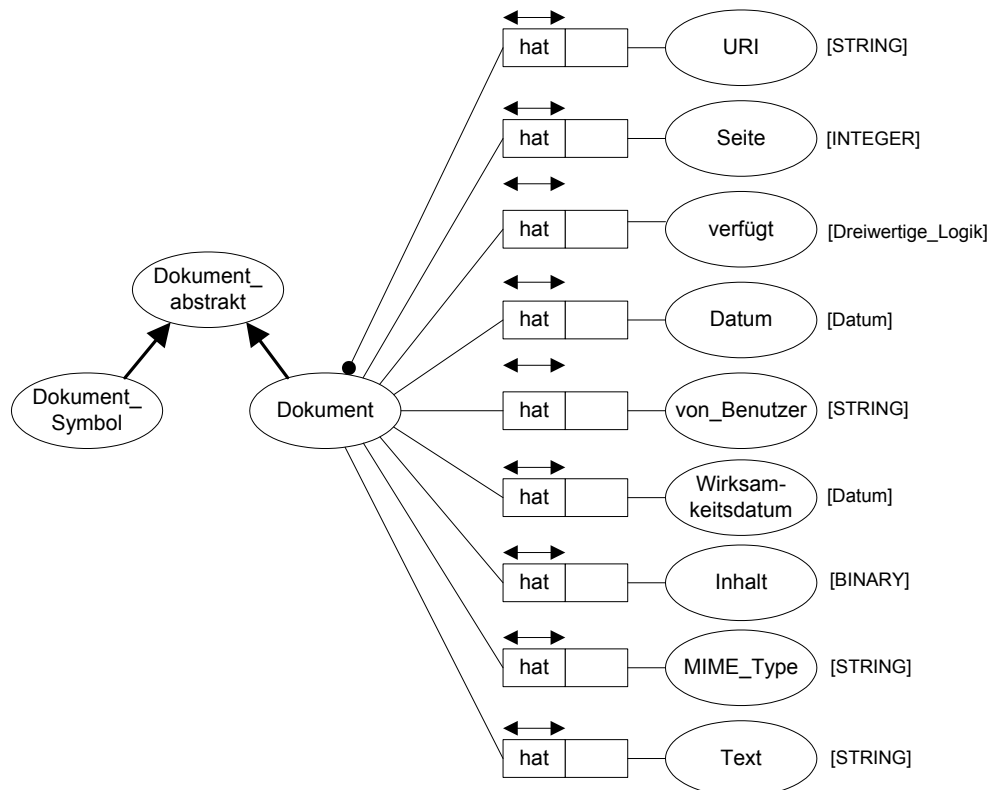 hat
URI
[STRING]
hat
Seite
[INTEGER]
hat
verfügt
[Dreiwertige_Logik]
Dokument_
abstrakt
hat
Datum
[Datum]
Dokument_
Symbol
Dokument
hat
von_Benutzer
[STRING]
hat
Wirksam-
keitsdatum
[Datum]
hat
Inhalt
[BINARY]
hat
MIME_Type
[STRING]
hat
Text
[STRING]